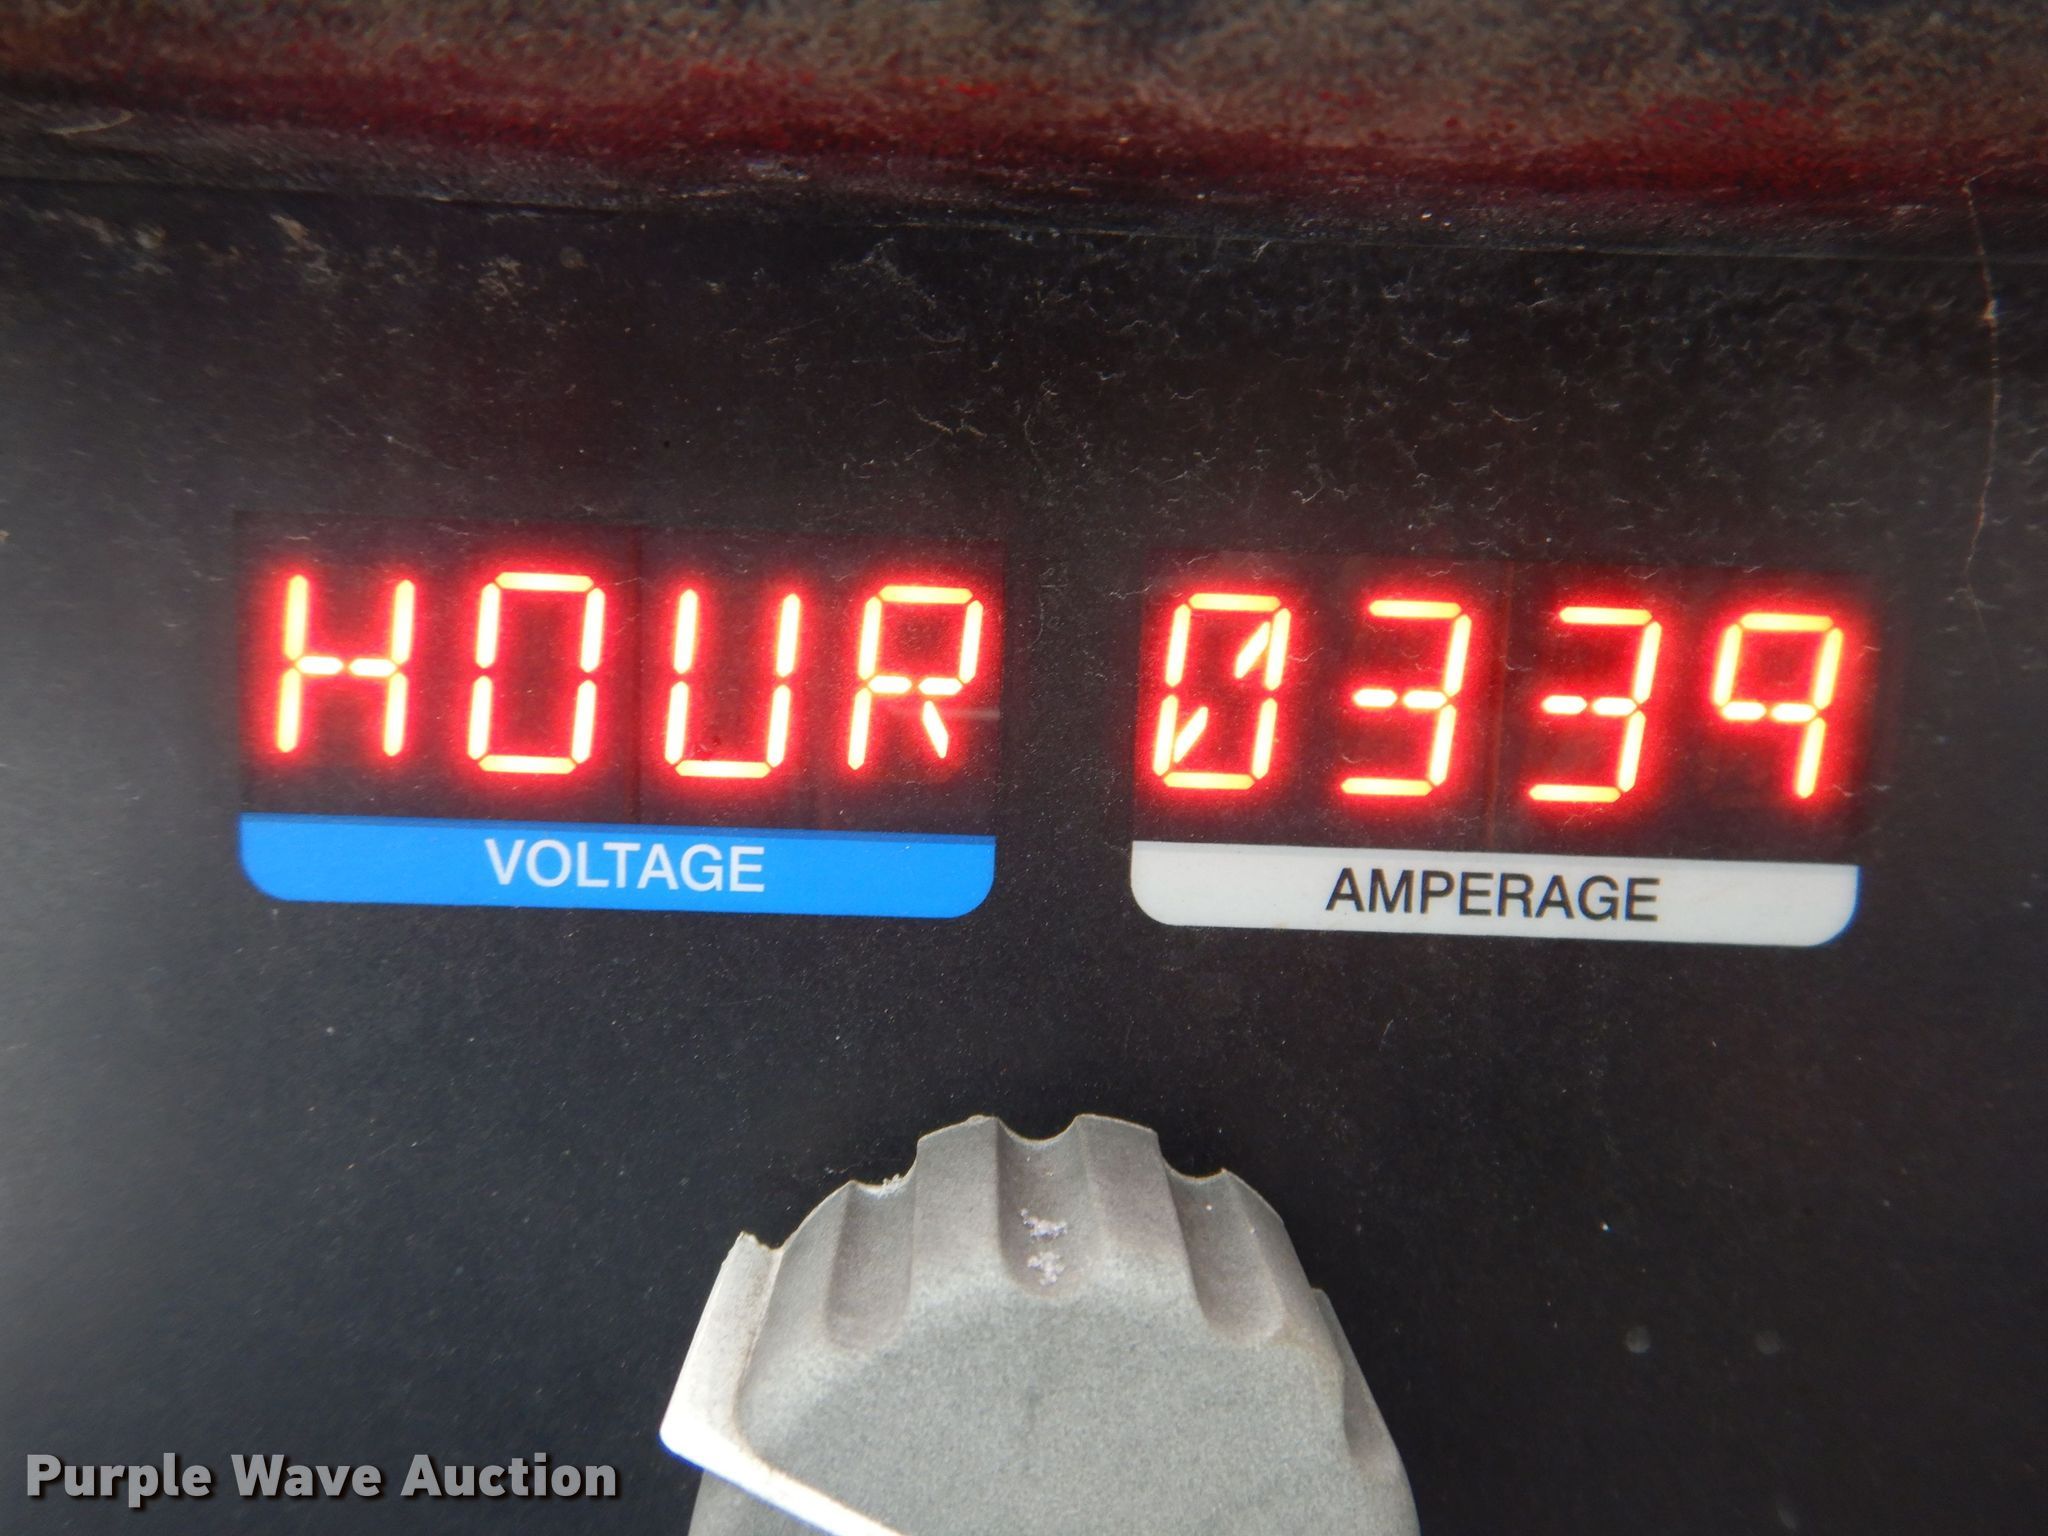 HOUR 0339
VOLTAGE AMPERAGE
Purple Wave Auction